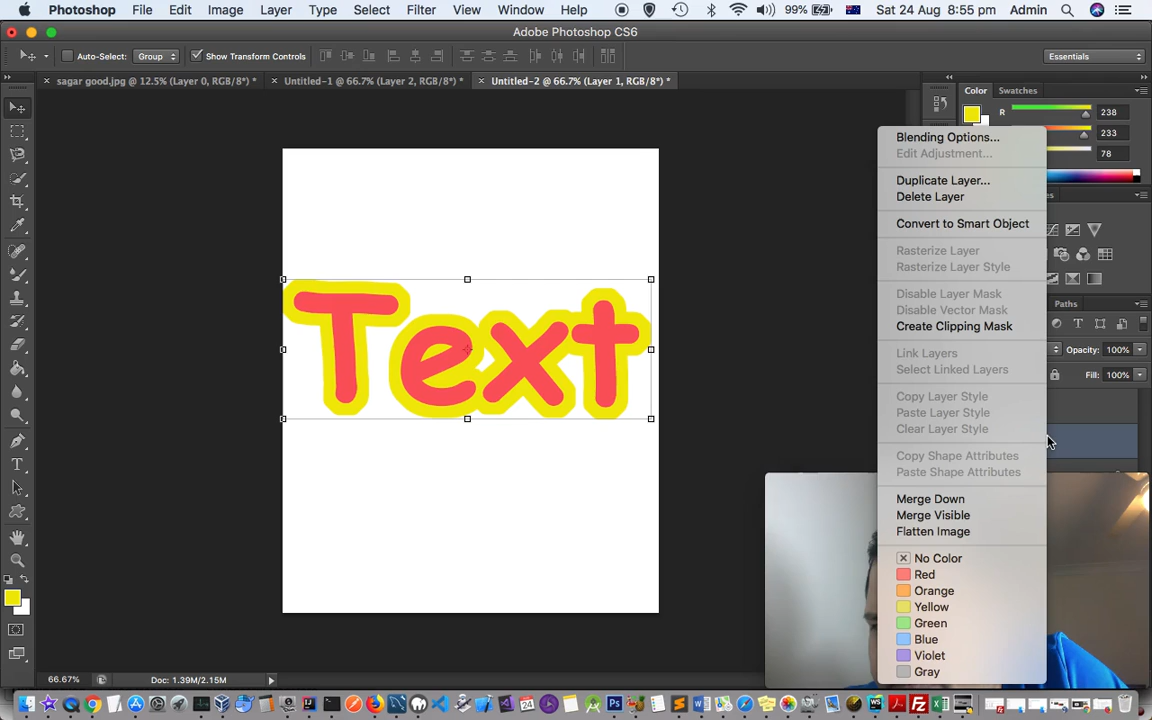 Photoshop File Edit Image Layer Type Select Filter View Window Help 99% Sat 24 Aug 8:55 pm Admin
Adobe Photoshop CS6
Auto-Select: Group Show Transform Controls Essentials
sagar good.jpg @ 12.5% (Layer 0, RGB/8*) * Untitled-1 @ 66.7% (Layer 2, RGB/8*) * Untitled-2 @ 66.7% (Layer 1, RGB/8*) *
Color Swatches
R 238
233
78
Paths
Opacity: 100%
Fill: 100%
Blending Options...
Edit Adjustment...
Duplicate Layer...
Delete Layer
Convert to Smart Object
Rasterize Layer
Rasterize Layer Style
Disable Layer Mask
Disable Vector Mask
Create Clipping Mask
Link Layers
Select Linked Layers
Copy Layer Style
Paste Layer Style
Clear Layer Style
Copy Shape Attributes
Paste Shape Attributes
Merge Down
Merge Visible
Flatten Image
No Color
Red
Orange
Yellow
Green
Blue
Violet
Gray
Text
66.67% Doc: 1.39M/2.15M